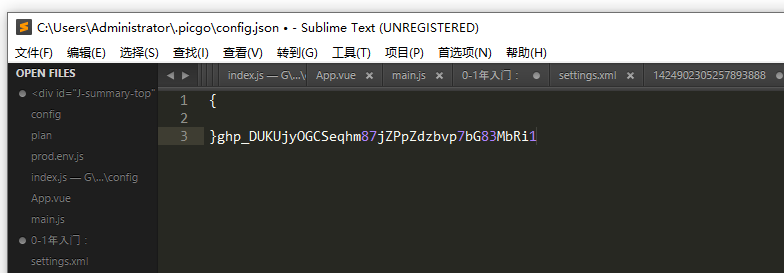 C:\Users\Administrator\.picgo\config.json • - Sublime Text (UNREGISTERED)
文件(F) 编辑(E) 选择(S) 查找(I) 查看(V) 转到(G) 工具(T) 项目(P) 首选项(N) 帮助(H)
OPEN FILES
<div id="J-summary-top"
config
plan
prod.env.js
index.js — G\...\config
App.vue
main.js
0-1年入门：
settings.xml
index.js — G\...\c
App.vue
main.js
0-1年入门：
settings.xml
1424902305257893888
1 {
2
3 }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